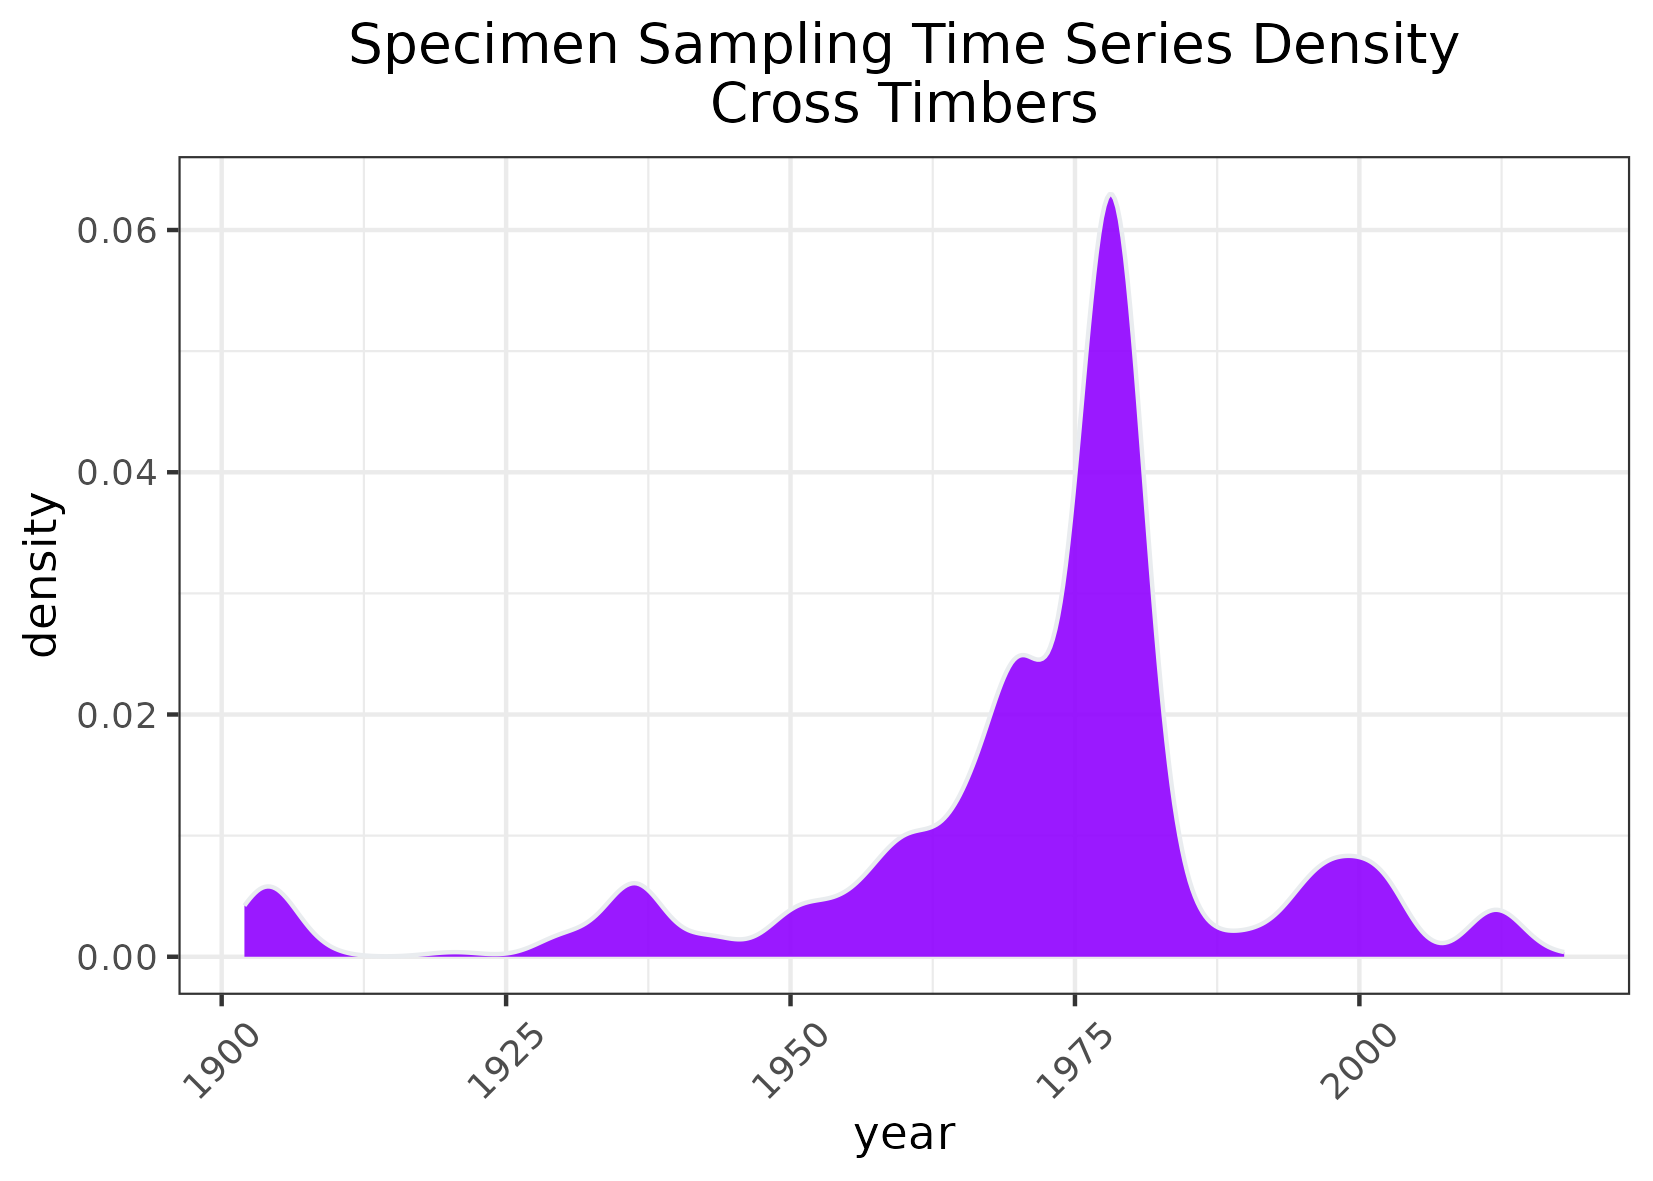 Specimen Sampling Time Series Density
Cross Timbers
density
0.06
0.04
0.02
0.00
1900
1925
1950
1975
2000
year